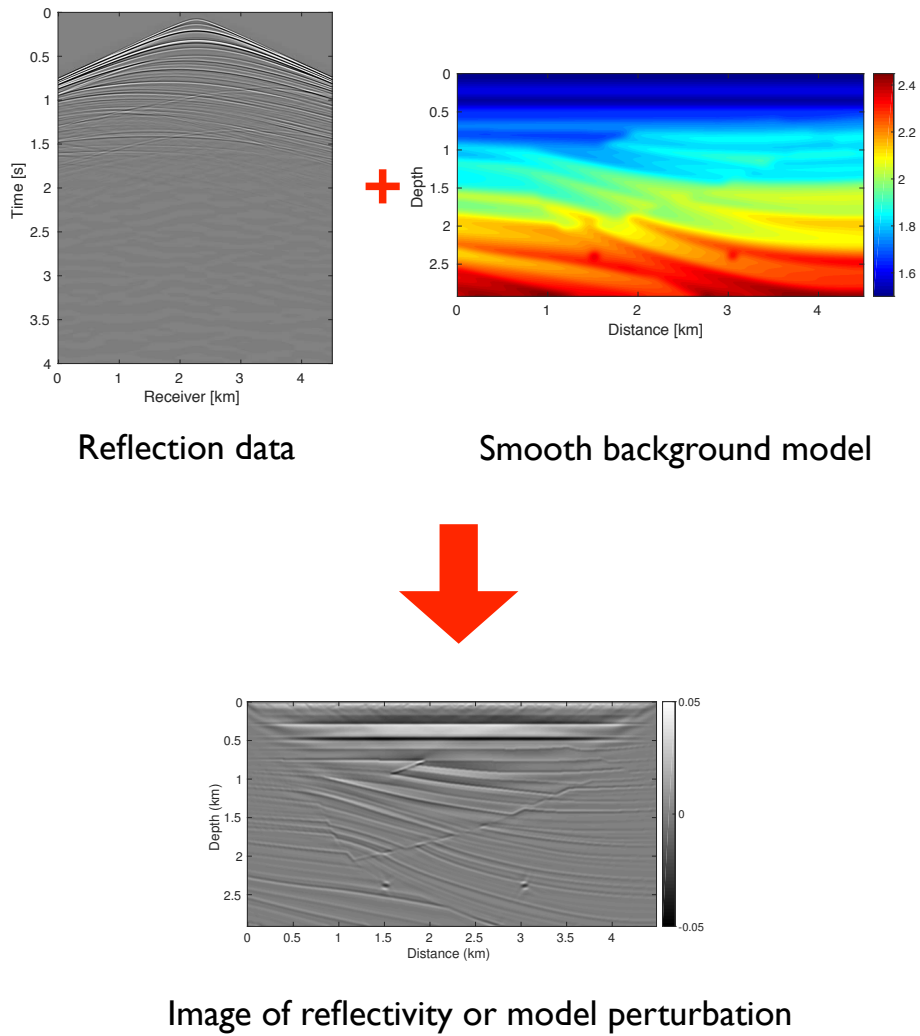 0
0.5
1
1.5
2
2.5
3
3.5
4
Time [s]
0 1 2 3 4
Receiver [km]
+
0
0.5
1
1.5
2
2.5
Depth
0 1 2 3 4
Distance [km]
2.4
2.2
2
1.8
1.6
Reflection data
Smooth background model
0
0.5
1
1.5
2
2.5
Depth (km)
0 0.5 1 1.5 2 2.5 3 3.5 4
Distance (km)
0.05
0
-0.05
Image of reflectivity or model perturbation